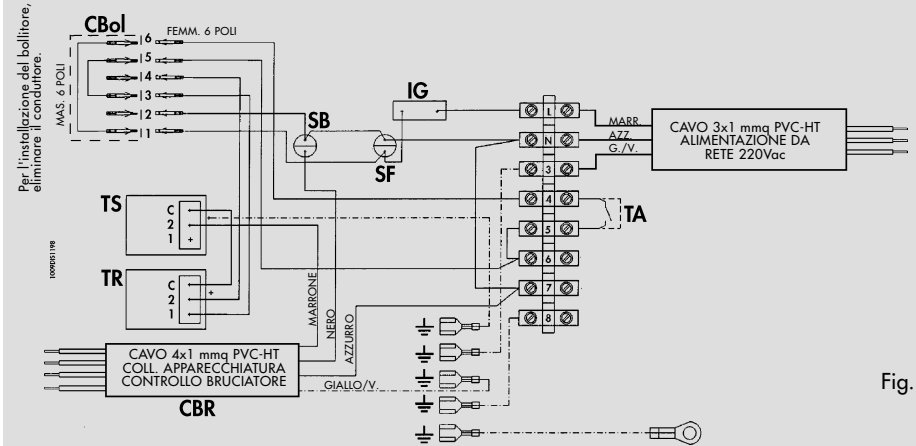 Per l'installazione del bollitore,
eliminare il conduttore.
CBol
FEMM. 6 POLI
MAS. 6 POLI
6
5
4
3
2
1
SB
SF
IG
L
N
3
4
5
6
7
8
MARR.
AZZ.
G./V.
CAVO 3x1 mmq PVC-HT
ALIMENTAZIONE DA
RETE 220Vac
TA
TS
C
2
1
+
+
TR
C
2
1
+
1009DIS1198
MARRONE
NERO
AZZURRO
GIALLO/V.
CAVO 4x1 mmq PVC-HT
COLL. APPARECCHIATURA
CONTROLLO BRUCIATORE
CBR
Fig.